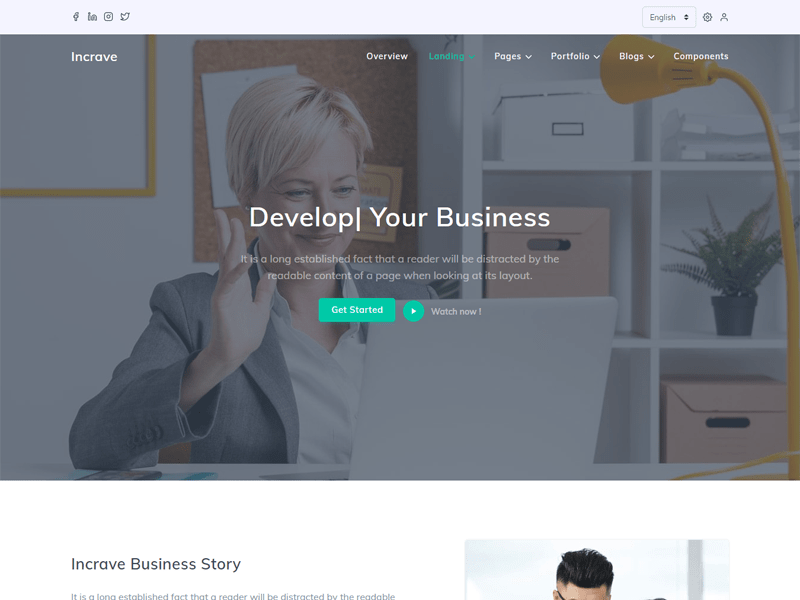 English
Incrave
Overview
Landing
Pages
Portfolio
Blogs
Components
Develop| Your Business
It is a long established fact that a reader will be distracted by the
readable content of a page when looking at its layout.
Get Started
Watch now !
Incrave Business Story
It is a long established fact that a reader will be distracted by the readable